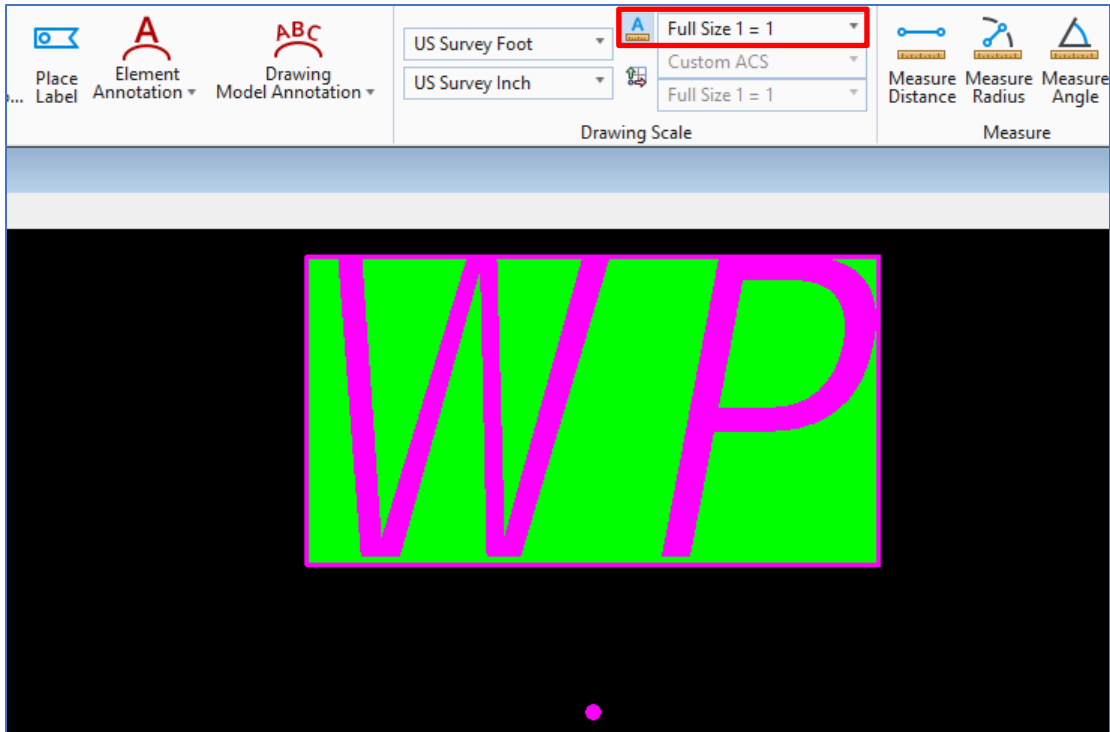 ABC
A
Place Label
Element Annotation
Drawing Model Annotation
US Survey Foot
US Survey Inch
A
Full Size 1 = 1
Custom ACS
Full Size 1 = 1
Drawing Scale
Measure Distance
Measure Radius
Measure Angle
Measure
WP